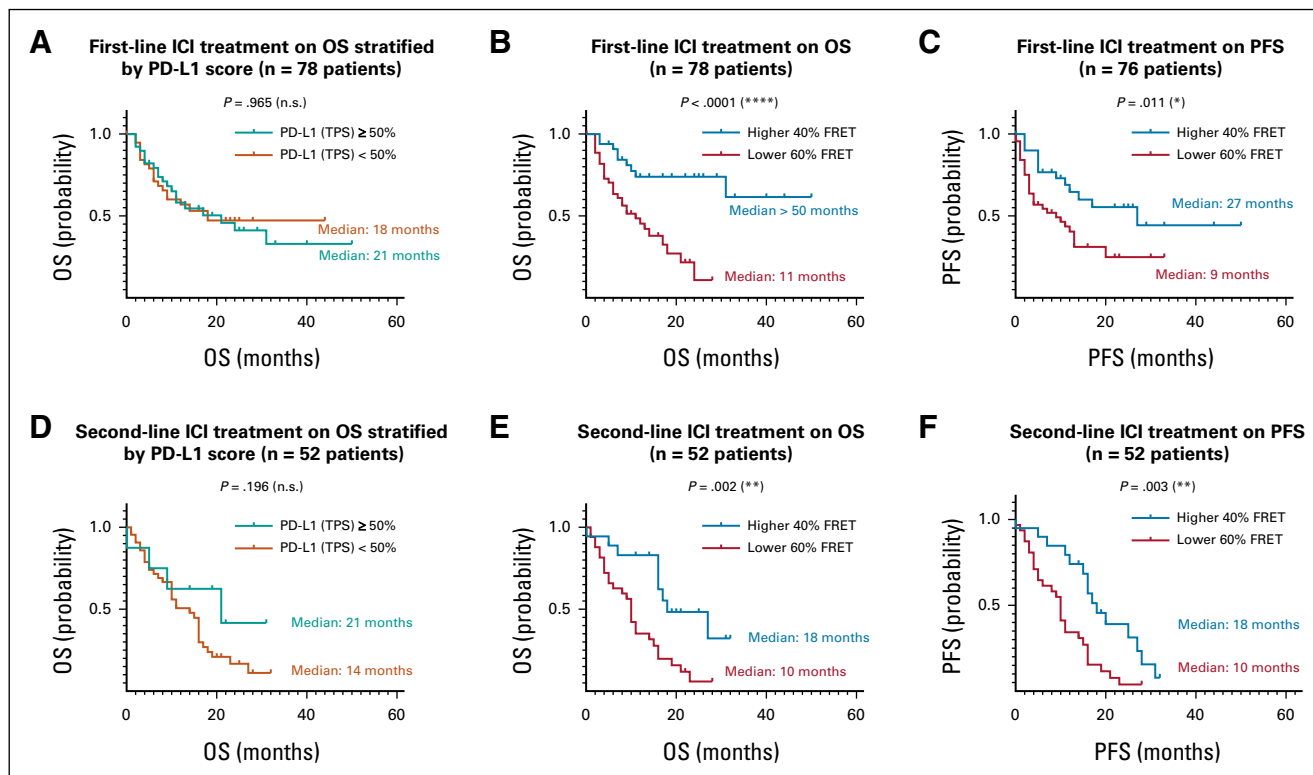 A
First-line ICI treatment on OS stratified
by PD-L1 score (n = 78 patients)
P = .965 (n.s.)
PD-L1 (TPS) ≥ 50%
PD-L1 (TPS) < 50%
1.0
0.5
OS (probability)
Median: 18 months
Median: 21 months
0 20 40 60
OS (months)
B
First-line ICI treatment on OS
(n = 78 patients)
P < .0001 (****)
Higher 40% FRET
Lower 60% FRET
1.0
0.5
OS (probability)
Median > 50 months
Median: 11 months
0 20 40 60
OS (months)
C
First-line ICI treatment on PFS
(n = 76 patients)
P = .011 (*)
Higher 40% FRET
Lower 60% FRET
1.0
0.5
PFS (probability)
Median: 27 months
Median: 9 months
0 20 40 60
PFS (months)
D
Second-line ICI treatment on OS stratified
by PD-L1 score (n = 52 patients)
P = .196 (n.s.)
PD-L1 (TPS) ≥ 50%
PD-L1 (TPS) < 50%
1.0
0.5
OS (probability)
Median: 21 months
Median: 14 months
0 20 40 60
OS (months)
E
Second-line ICI treatment on OS
(n = 52 patients)
P = .002 (**)
Higher 40% FRET
Lower 60% FRET
1.0
0.5
OS (probability)
Median: 18 months
Median: 10 months
0 20 40 60
OS (months)
F
Second-line ICI treatment on PFS
(n = 52 patients)
P = .003 (**)
Higher 40% FRET
Lower 60% FRET
1.0
0.5
PFS (probability)
Median: 18 months
Median: 10 months
0 20 40 60
PFS (months)